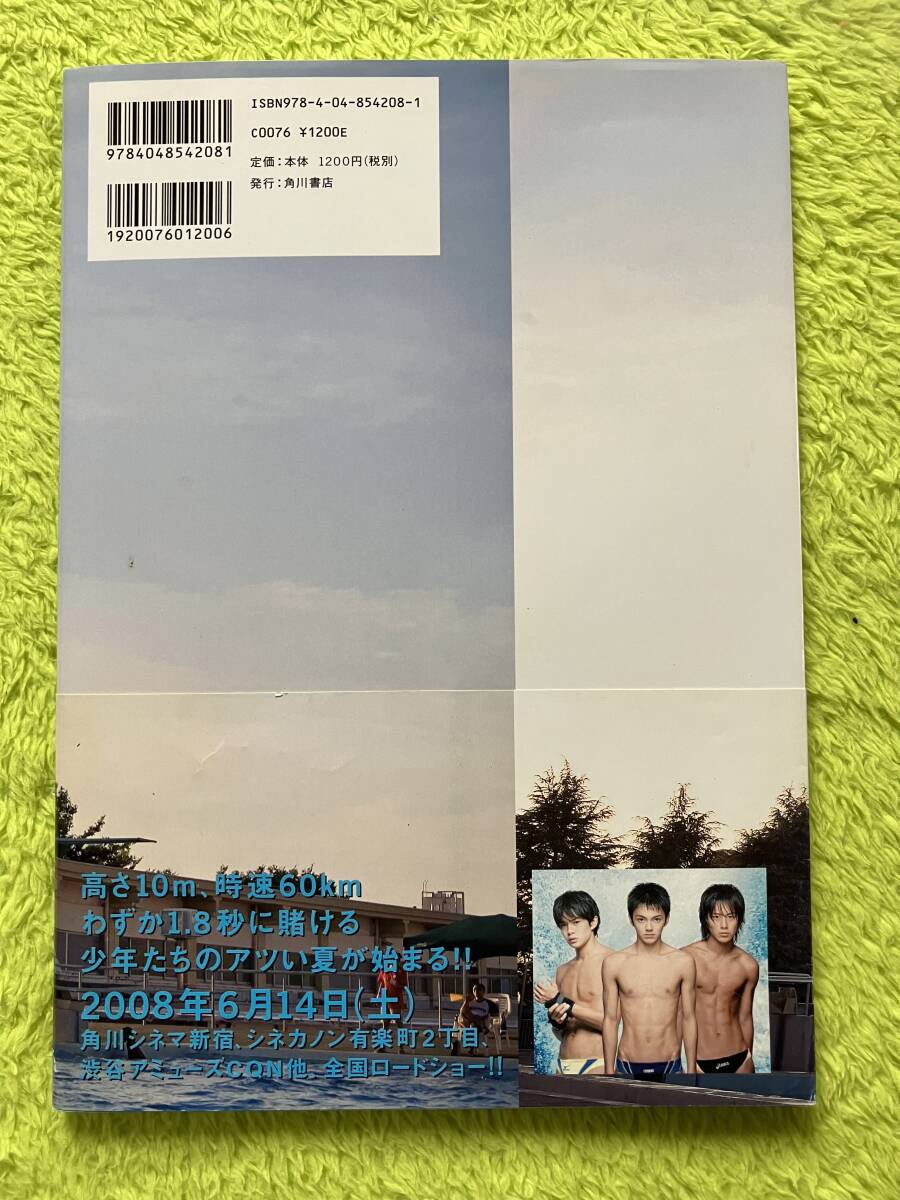 ISBN978-4-04-854208-1
C0076 ¥1200E
9784048542081
定価:本体 1200円(税別)
発行:角川書店
1920076012006
高さ10m、時速60km
わずか1.8秒に賭ける
少年たちのアツい夏が始まる!!
2008年6月14日(土)
角川シネマ新宿、シネカノン有楽町2丁目、
渋谷アミューズCQN他、全国ロードショー!!